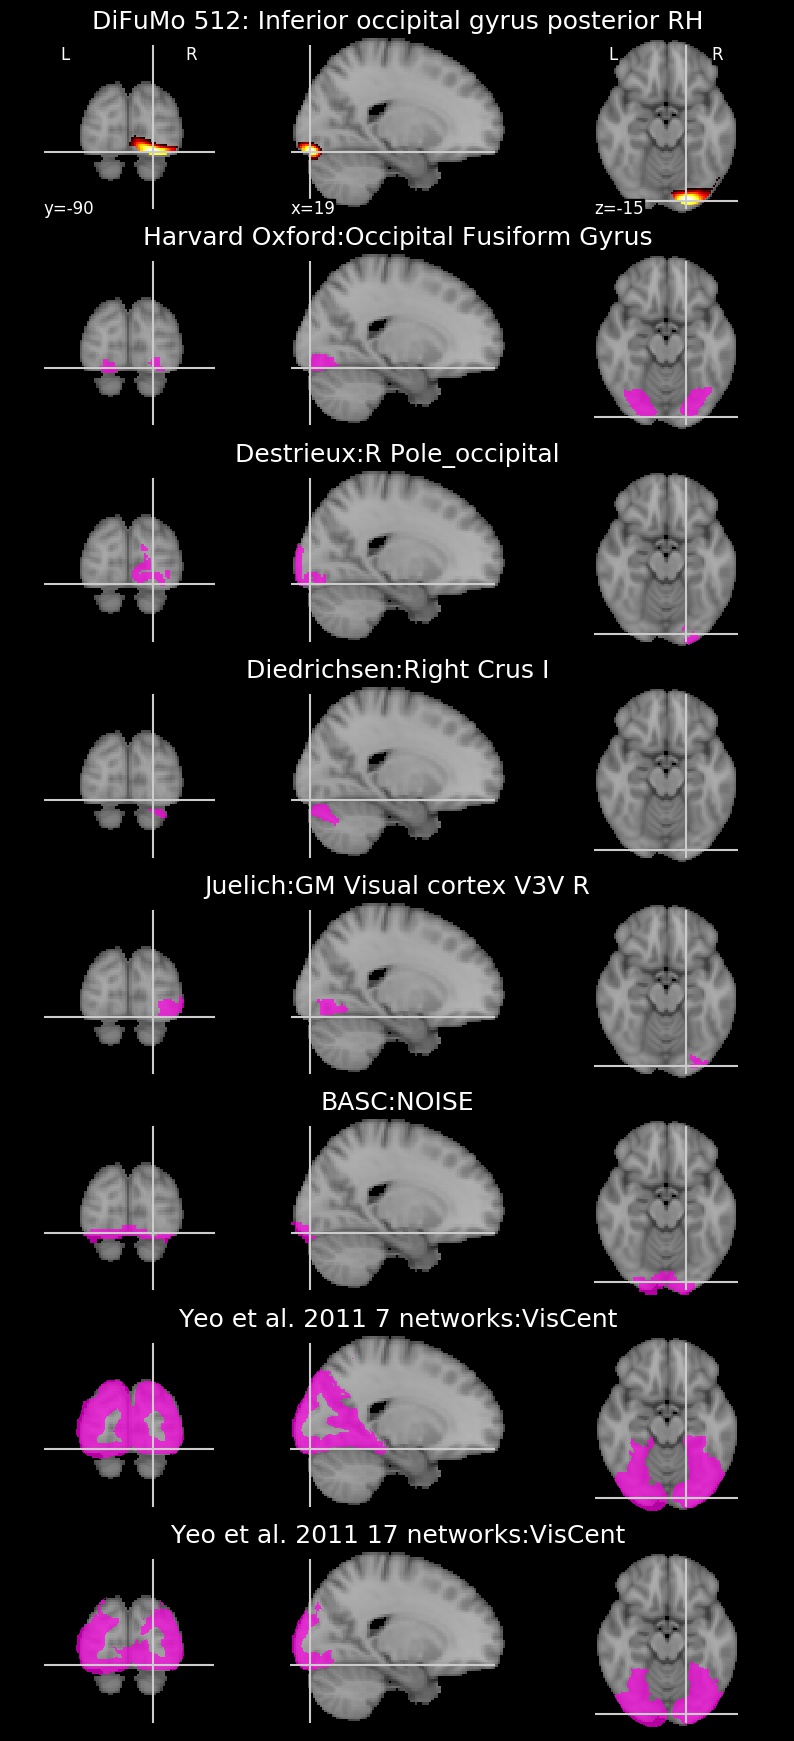 DiFuMo 512: Inferior occipital gyrus posterior RH
L R L R
y=-90 x=19 z=-15
Harvard Oxford:Occipital Fusiform Gyrus
Destrieux:R Pole_occipital
Diedrichsen:Right Crus I
Juelich:GM Visual cortex V3V R
BASC:NOISE
Yeo et al. 2011 7 networks:VisCent
Yeo et al. 2011 17 networks:VisCent